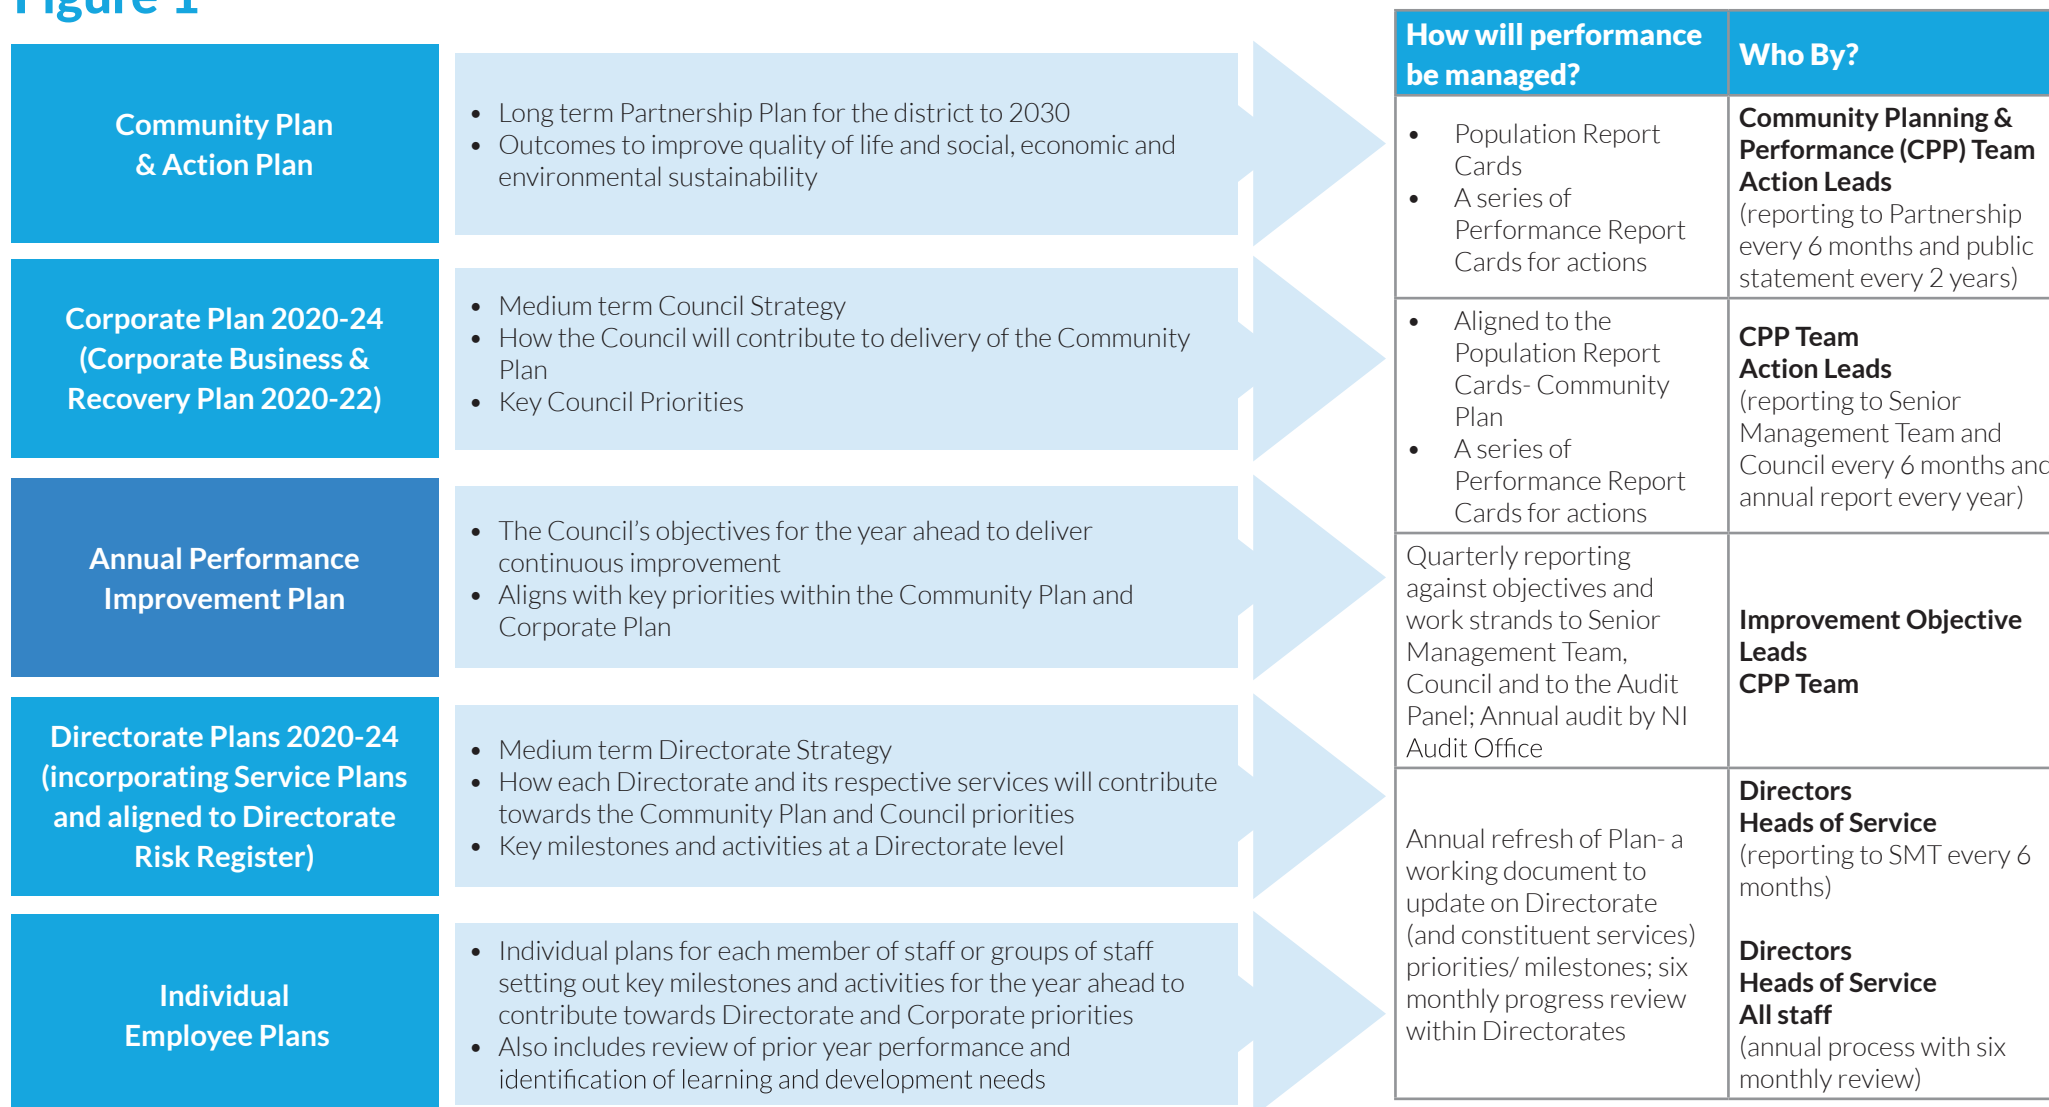 Figure 1
Community Plan
& Action Plan
• Long term Partnership Plan for the district to 2030
• Outcomes to improve quality of life and social, economic and
environmental sustainability
Corporate Plan 2020-24
(Corporate Business &
Recovery Plan 2020-22)
• Medium term Council Strategy
• How the Council will contribute to delivery of the Community
Plan
• Key Council Priorities
Annual Performance
Improvement Plan
• The Council’s objectives for the year ahead to deliver
continuous improvement
• Aligns with key priorities within the Community Plan and
Corporate Plan
Directorate Plans 2020-24
(incorporating Service Plans
and aligned to Directorate
Risk Register)
• Medium term Directorate Strategy
• How each Directorate and its respective services will contribute
towards the Community Plan and Council priorities
• Key milestones and activities at a Directorate level
Individual
Employee Plans
• Individual plans for each member of staff or groups of staff
setting out key milestones and activities for the year ahead to
contribute towards Directorate and Corporate priorities
• Also includes review of prior year performance and
identification of learning and development needs
How will performance
be managed?
Who By?
• Population Report
Cards
• A series of
Performance Report
Cards for actions
Community Planning &
Performance (CPP) Team
Action Leads
(reporting to Partnership
every 6 months and public
statement every 2 years)
• Aligned to the
Population Report
Cards- Community
Plan
• A series of
Performance Report
Cards for actions
CPP Team
Action Leads
(reporting to Senior
Management Team and
Council every 6 months and
annual report every year)
Quarterly reporting
against objectives and
work strands to Senior
Management Team,
Council and to the Audit
Panel; Annual audit by NI
Audit Office
Improvement Objective
Leads
CPP Team
Annual refresh of Plan- a
working document to
update on Directorate
(and constituent services)
priorities/ milestones; six
monthly progress review
within Directorates
Directors
Heads of Service
(reporting to SMT every 6
months)
Directors
Heads of Service
All staff
(annual process with six
monthly review)